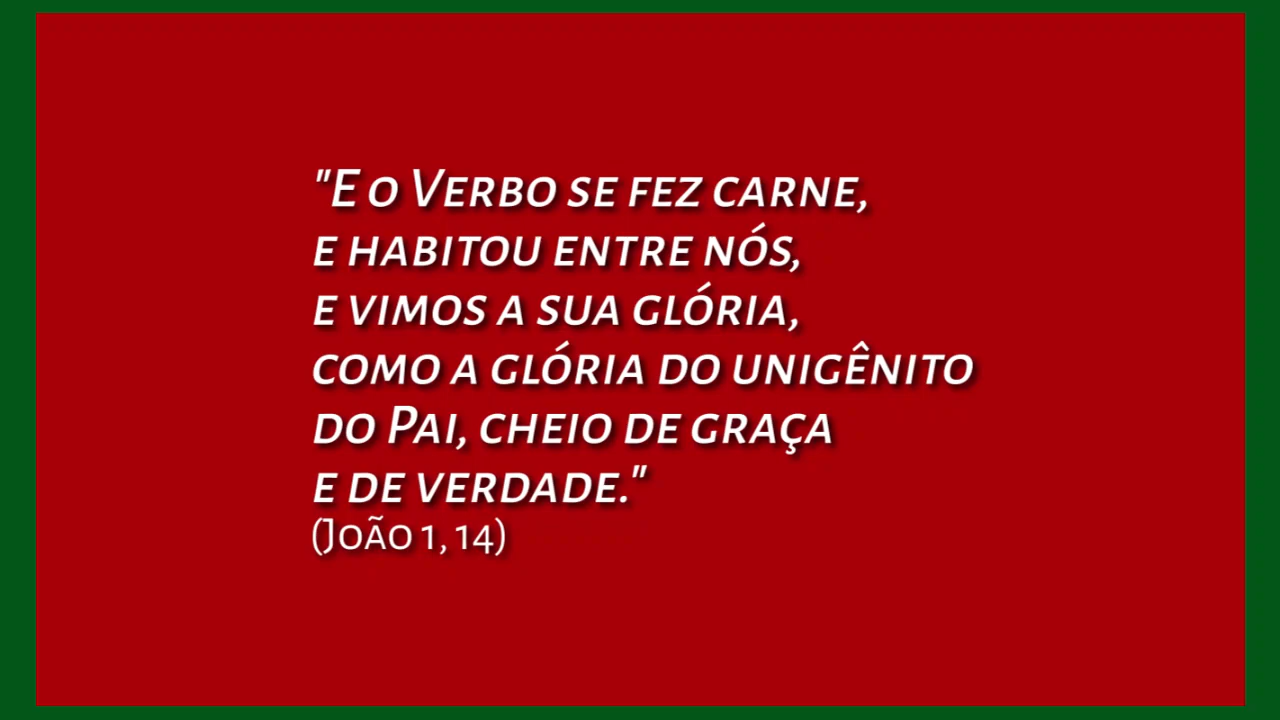 "E o Verbo se fez carne,
e habitou entre nós,
e vimos a sua glória,
como a glória do unigênito
do Pai, cheio de graça
e de verdade."
(João 1, 14)